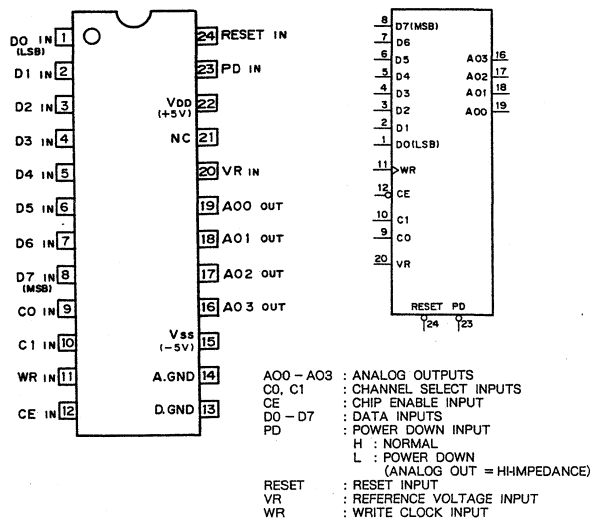 D0 IN 1
(LSB)
D1 IN 2
D2 IN 3
D3 IN 4
D4 IN 5
D5 IN 6
D6 IN 7
D7 IN 8
(MSB)
C0 IN 9
C1 IN 10
WR IN 11
CE IN 12
24 RESET IN
23 PD IN
VDD 22
(+5V)
NC 21
20 VR IN
19 AO0 OUT
18 AO1 OUT
17 AO2 OUT
16 AO3 OUT
Vss 15
(−5V)
A.GND 14
D.GND 13
8 D7(MSB)
7 D6
6 D5
5 D4
4 D3
3 D2
2 D1
1 D0(LSB)
11 WR
12 CE
10 C1
9 C0
20 VR
AO3 16
AO2 17
AO1 18
AO0 19
RESET PD
24 23
AO0 – AO3 : ANALOG OUTPUTS
C0, C1 : CHANNEL SELECT INPUTS
CE : CHIP ENABLE INPUT
D0 – D7 : DATA INPUTS
PD : POWER DOWN INPUT
H : NORMAL
L : POWER DOWN
(ANALOG OUT = HI-IMPEDANCE)
RESET : RESET INPUT
VR : REFERENCE VOLTAGE INPUT
WR : WRITE CLOCK INPUT